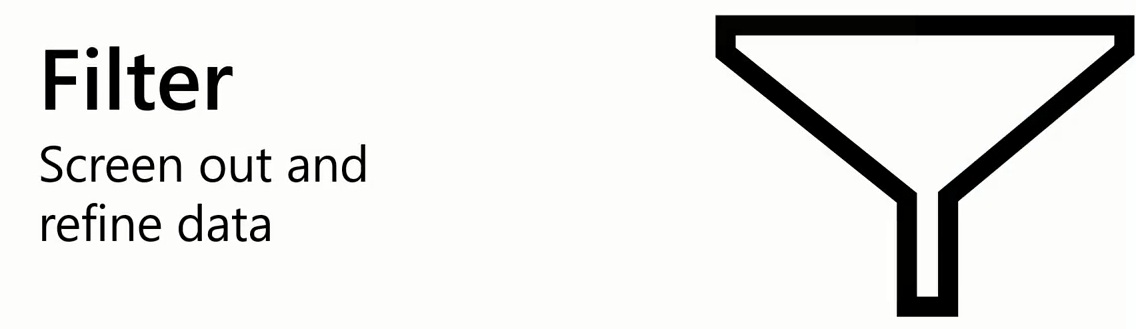 Filter
Screen out and
refine data